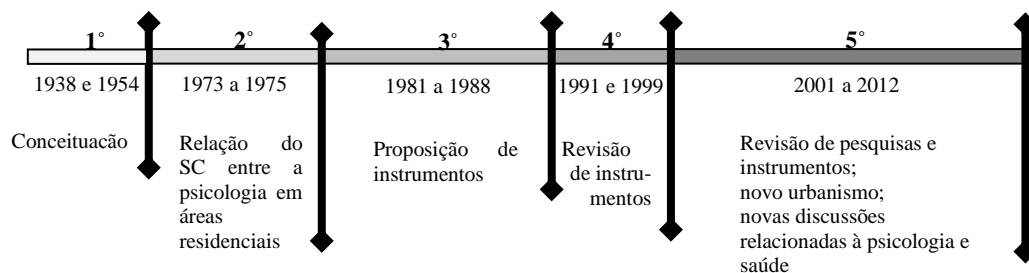 1° 2° 3° 4° 5°
1938 e 1954 1973 a 1975 1981 a 1988 1991 e 1999 2001 a 2012
Conceituacão
Relação do
SC entre a
psicologia em
áreas
residenciais
Proposição de
instrumentos
Revisão
de instru-
mentos
Revisão de pesquisas e
instrumentos;
novo urbanismo;
novas discussões
relacionadas à psicologia e
saúde